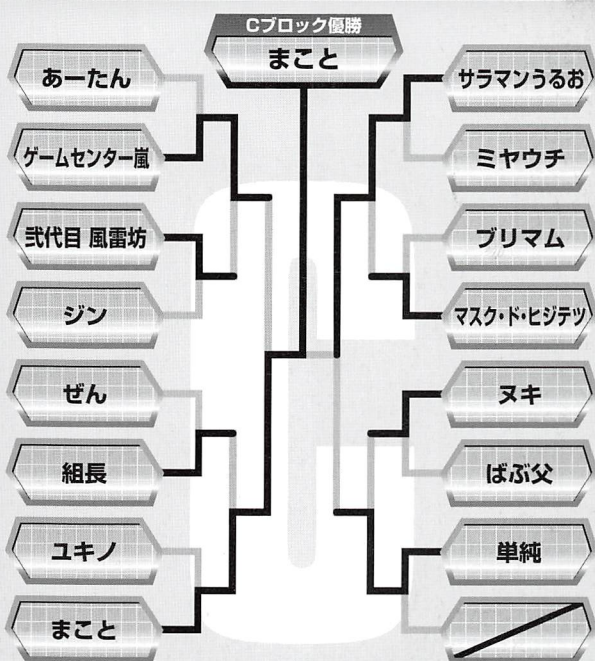 Cブロック優勝
まこと
あーたん
ゲームセンター嵐
弐代目 風雷坊
ジン
ぜん
組長
ユキノ
まこと
サラマンうるお
ミヤウチ
ブリマム
マスク・ド・ヒジテツ
ヌキ
ばぶ父
単純